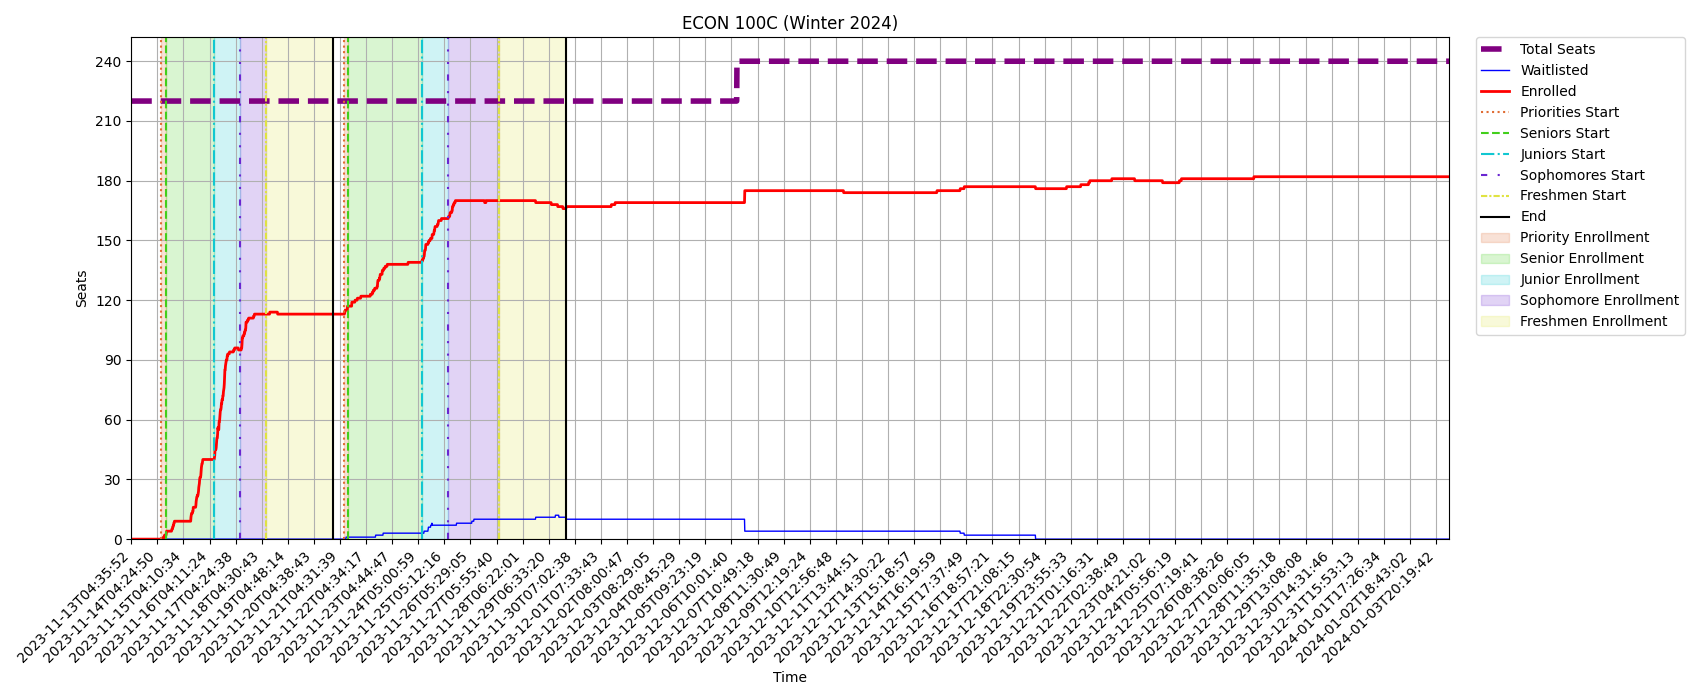 ECON 100C (Winter 2024)
Seats
240
210
180
150
120
90
60
30
0
2023-11-13T04:35:52
2023-11-14T04:24:50
2023-11-15T04:10:34
2023-11-16T04:11:24
2023-11-17T04:24:38
2023-11-18T04:30:43
2023-11-19T04:48:14
2023-11-20T04:38:43
2023-11-21T04:31:39
2023-11-22T04:34:17
2023-11-23T04:44:47
2023-11-24T05:00:59
2023-11-25T05:12:16
2023-11-26T05:29:05
2023-11-27T05:55:40
2023-11-28T06:22:01
2023-11-29T06:33:20
2023-11-30T07:02:38
2023-12-01T07:33:43
2023-12-02T08:00:47
2023-12-03T08:29:05
2023-12-04T08:45:29
2023-12-05T09:23:19
2023-12-06T10:01:40
2023-12-07T10:49:18
2023-12-08T11:30:49
2023-12-09T12:19:24
2023-12-10T12:56:48
2023-12-11T13:44:51
2023-12-12T14:30:22
2023-12-13T15:18:57
2023-12-14T16:19:59
2023-12-15T17:37:49
2023-12-16T18:57:21
2023-12-17T21:08:15
2023-12-18T22:30:54
2023-12-19T23:55:33
2023-12-21T01:16:31
2023-12-22T02:38:49
2023-12-23T04:21:02
2023-12-24T05:56:19
2023-12-25T07:19:41
2023-12-26T08:38:26
2023-12-27T10:06:05
2023-12-28T11:35:18
2023-12-29T13:08:08
2023-12-30T14:31:46
2023-12-31T15:53:13
2024-01-01T17:26:34
2024-01-02T18:43:02
2024-01-03T20:19:42
Time
Total Seats
Waitlisted
Enrolled
Priorities Start
Seniors Start
Juniors Start
Sophomores Start
Freshmen Start
End
Priority Enrollment
Senior Enrollment
Junior Enrollment
Sophomore Enrollment
Freshmen Enrollment